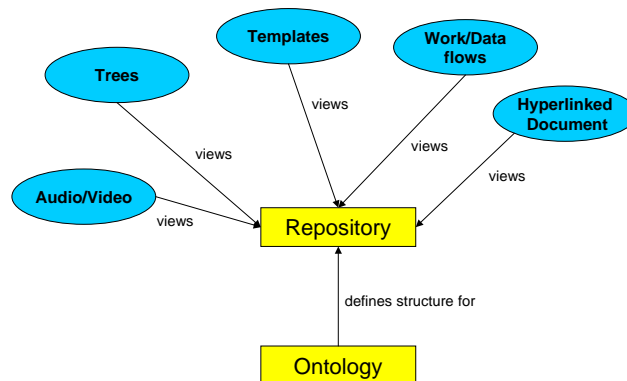 Templates
Work/Data
flows
Trees
Hyperlinked
Document
views
views
views
views
Audio/Video
views
Repository
defines structure for
Ontology